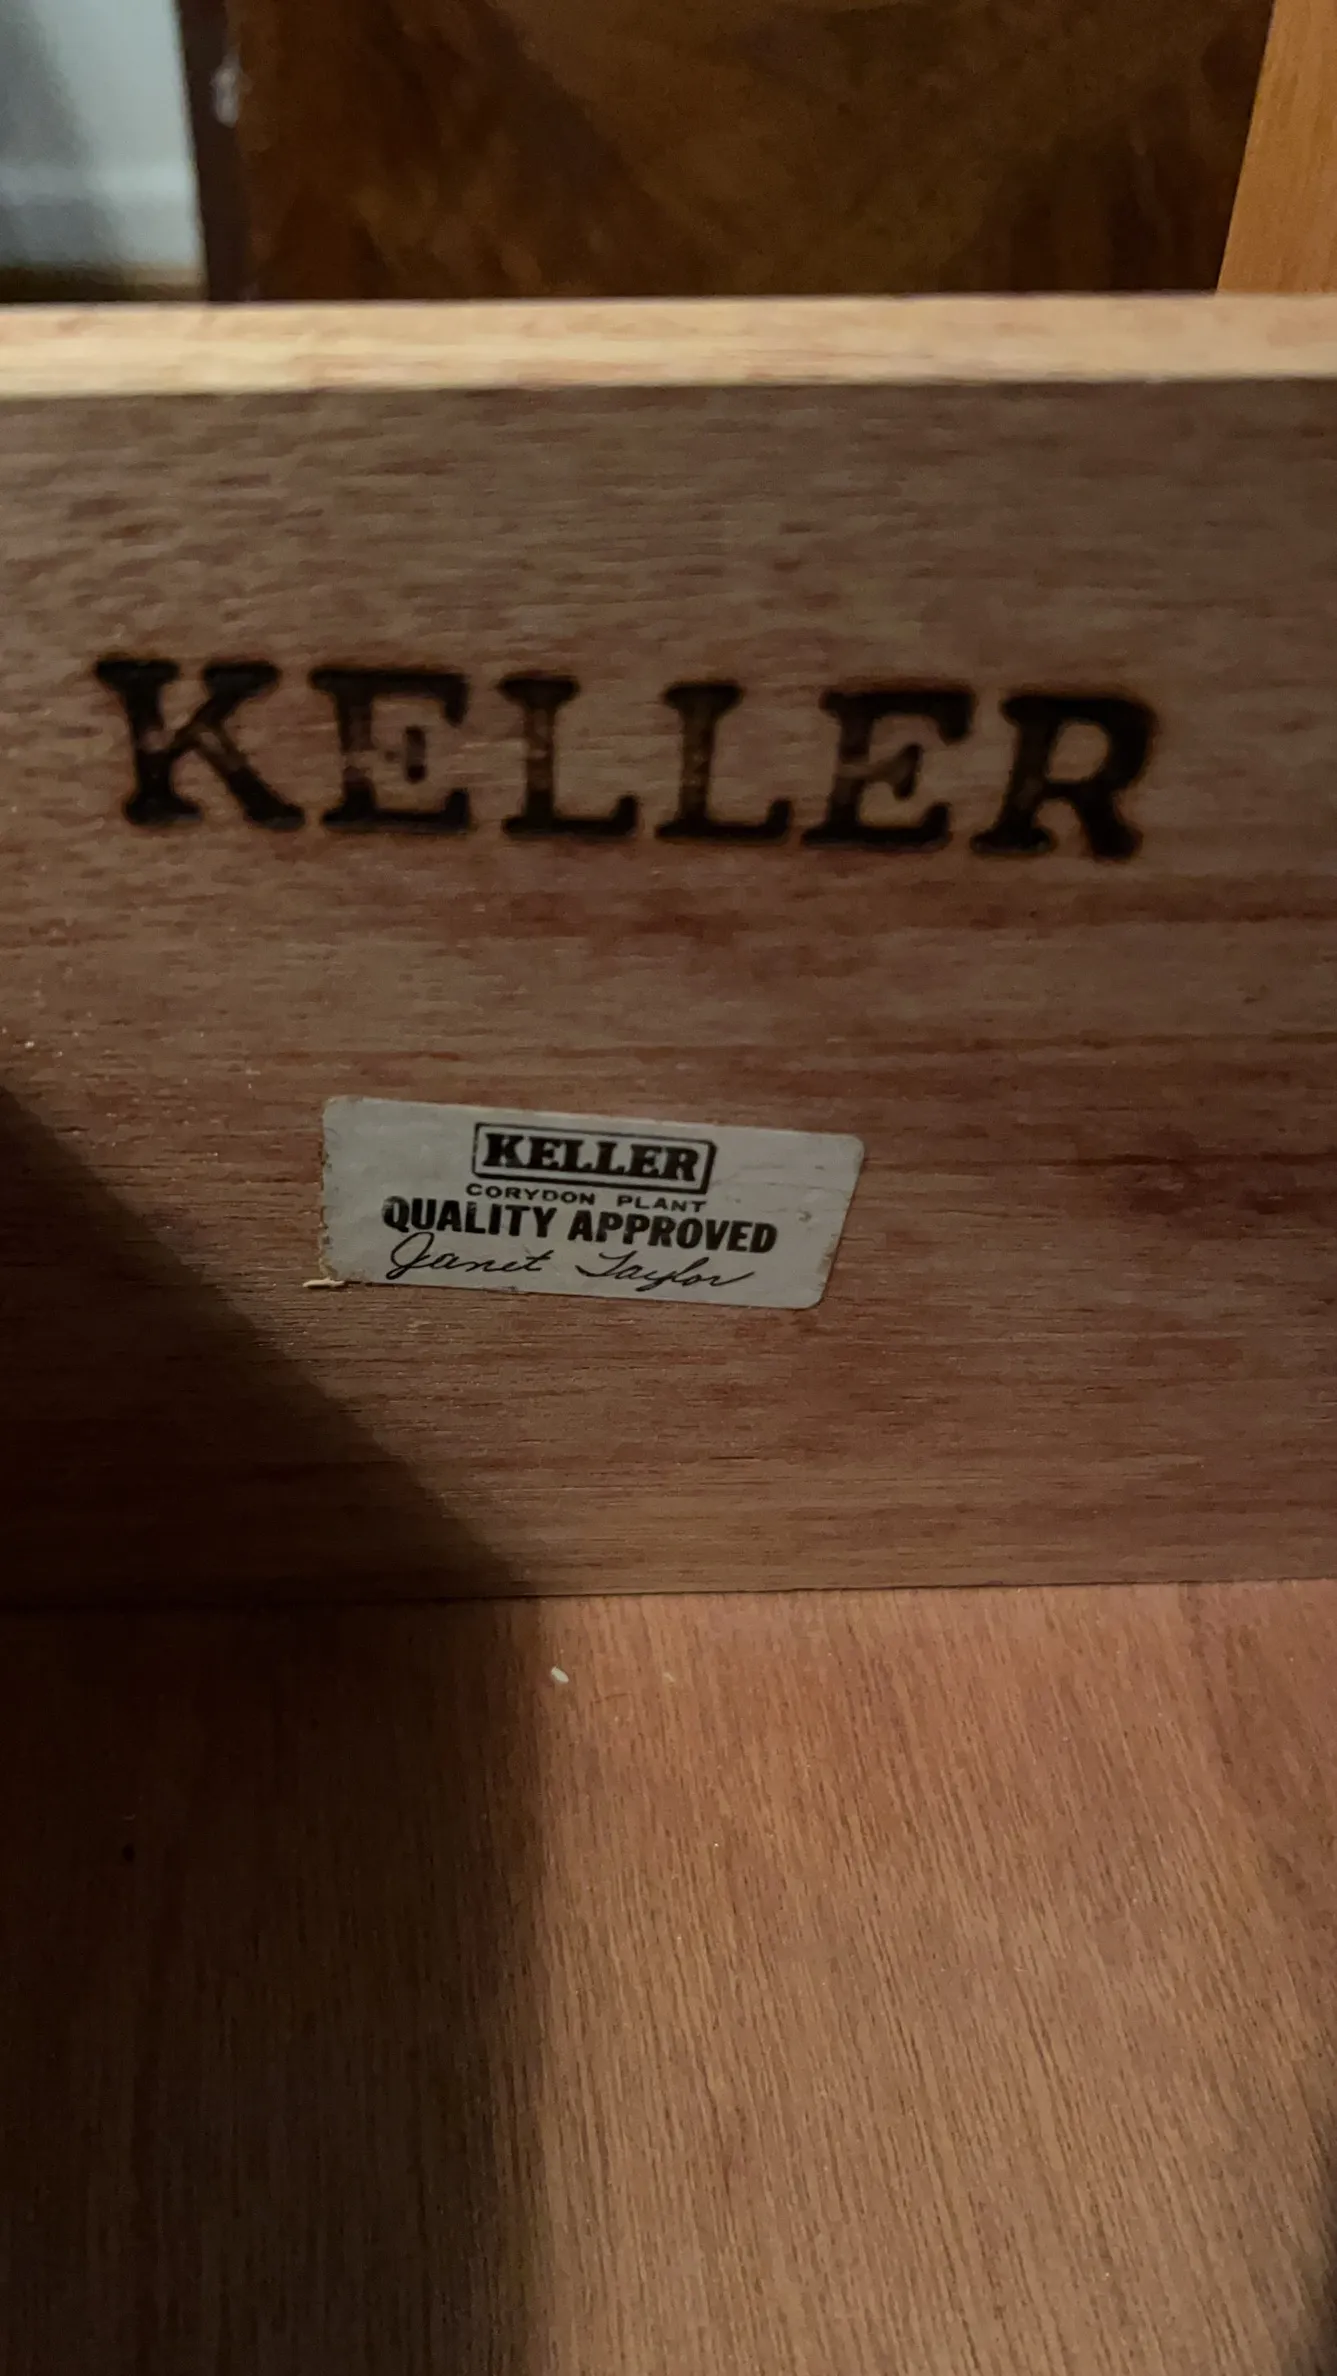 KELLER
KELLER
CORYDON PLANT
QUALITY APPROVED
Janet Taylor